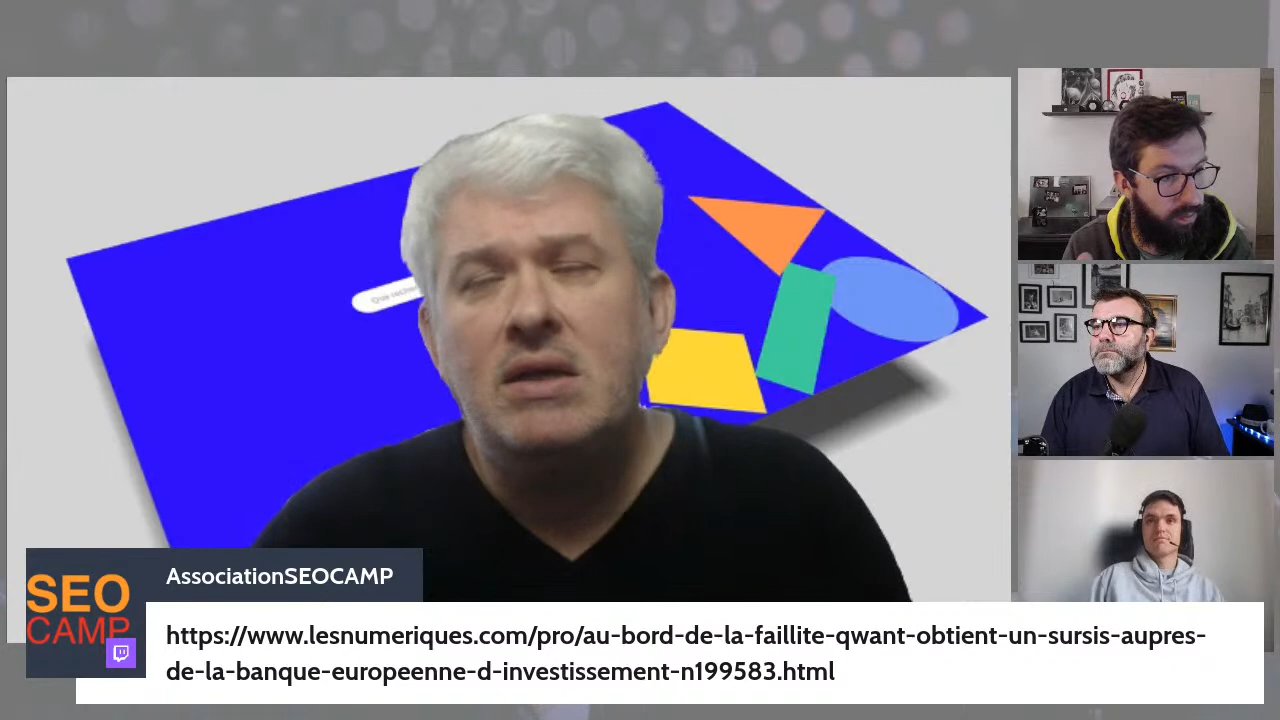 SEO
CAMP
AssociationSEOCAMP
https://www.lesnumeriques.com/pro/au-bord-de-la-faillite-qwant-obtient-un-sursis-aupres-
de-la-banque-europeenne-d-investissement-n199583.html